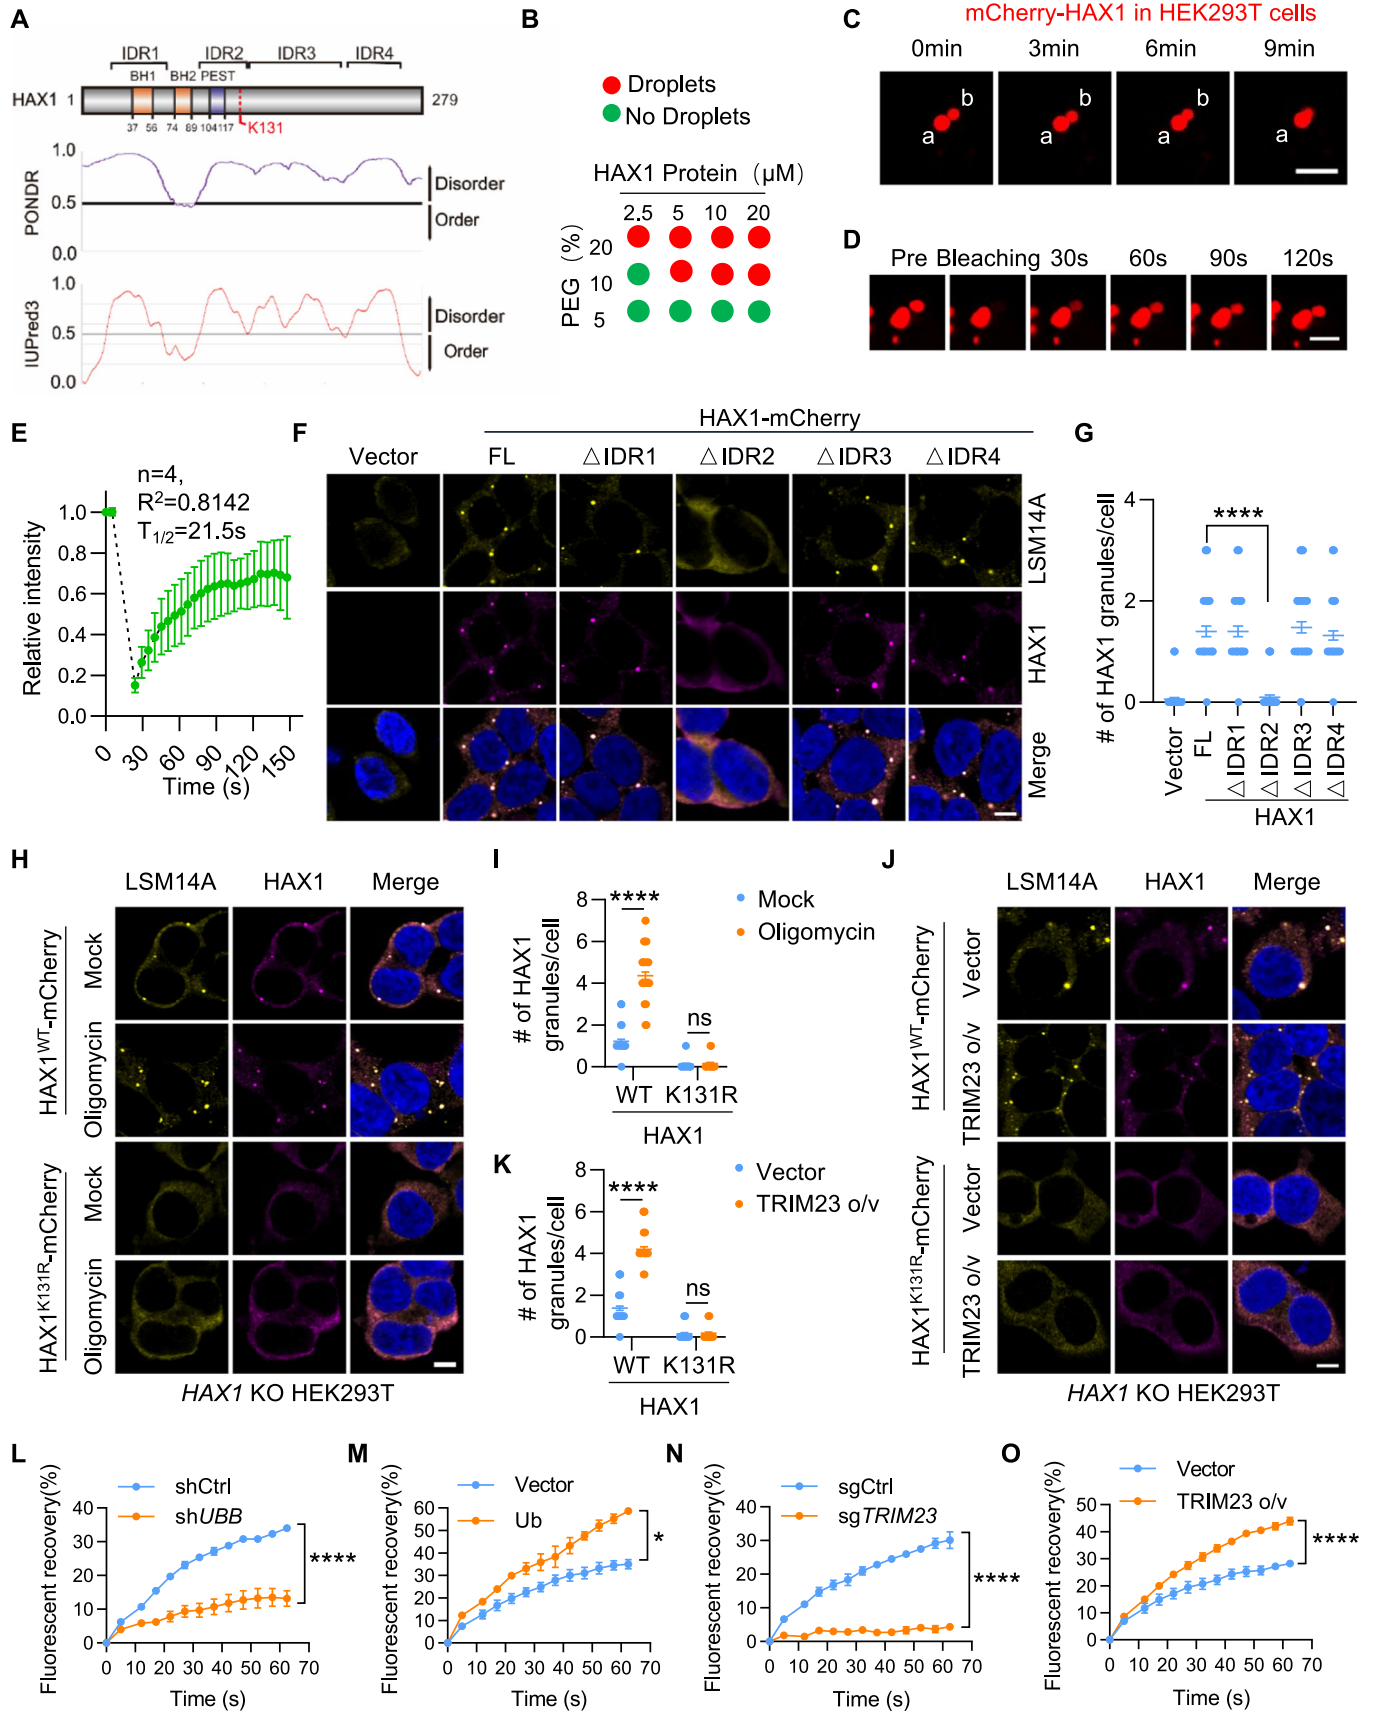 A
IDR1 IDR2 IDR3 IDR4
BH1 BH2 PEST
HAX1 1 279
37 56 74 89 104 117 K131
1.0
0.5
0.0
PONDR
Disorder
Order
1.0
0.5
0.0
IUPred3
Disorder
Order
B
Droplets
No Droplets
HAX1 Protein (μM)
2.5 5 10 20
PEG (%)
20
10
5
C
mCherry-HAX1 in HEK293T cells
0min 3min 6min 9min
a b a b a b a
D
Pre Bleaching 30s 60s 90s 120s
E
n=4,
R²=0.8142
T1/2=21.5s
Relative intensity
1.0
0.8
0.6
0.4
0.2
0.0
0 30 60 90 120 150
Time (s)
F
HAX1-mCherry
Vector FL △IDR1 △IDR2 △IDR3 △IDR4
LSM14A
HAX1
Merge
G
# of HAX1 granules/cell
4
2
0
****
Vector FL △IDR1 △IDR2 △IDR3 △IDR4
HAX1
H
LSM14A HAX1 Merge
HAX1WT-mCherry
Mock
Oligomycin
HAX1K131R-mCherry
Mock
Oligomycin
HAX1 KO HEK293T
I
# of HAX1
granules/cell
8
6
4
2
0
**** ns
Mock
Oligomycin
WT K131R
HAX1
J
LSM14A HAX1 Merge
HAX1WT-mCherry
Vector
TRIM23 o/v
HAX1K131R-mCherry
Vector
TRIM23 o/v
HAX1 KO HEK293T
K
# of HAX1
granules/cell
8
6
4
2
0
**** ns
Vector
TRIM23 o/v
WT K131R
HAX1
L
Fluorescent recovery(%)
shCtrl
shUBB
40
30
20
10
0
****
0 10 20 30 40 50 60 70
Time (s)
M
Fluorescent recovery(%)
Vector
Ub
60
50
40
30
20
10
0
*
0 10 20 30 40 50 60 70
Time (s)
N
Fluorescent recovery(%)
sgCtrl
sgTRIM23
40
30
20
10
0
****
0 10 20 30 40 50 60 70
Time (s)
O
Fluorescent recovery(%)
Vector
TRIM23 o/v
50
40
30
20
10
0
****
0 10 20 30 40 50 60 70
Time (s)